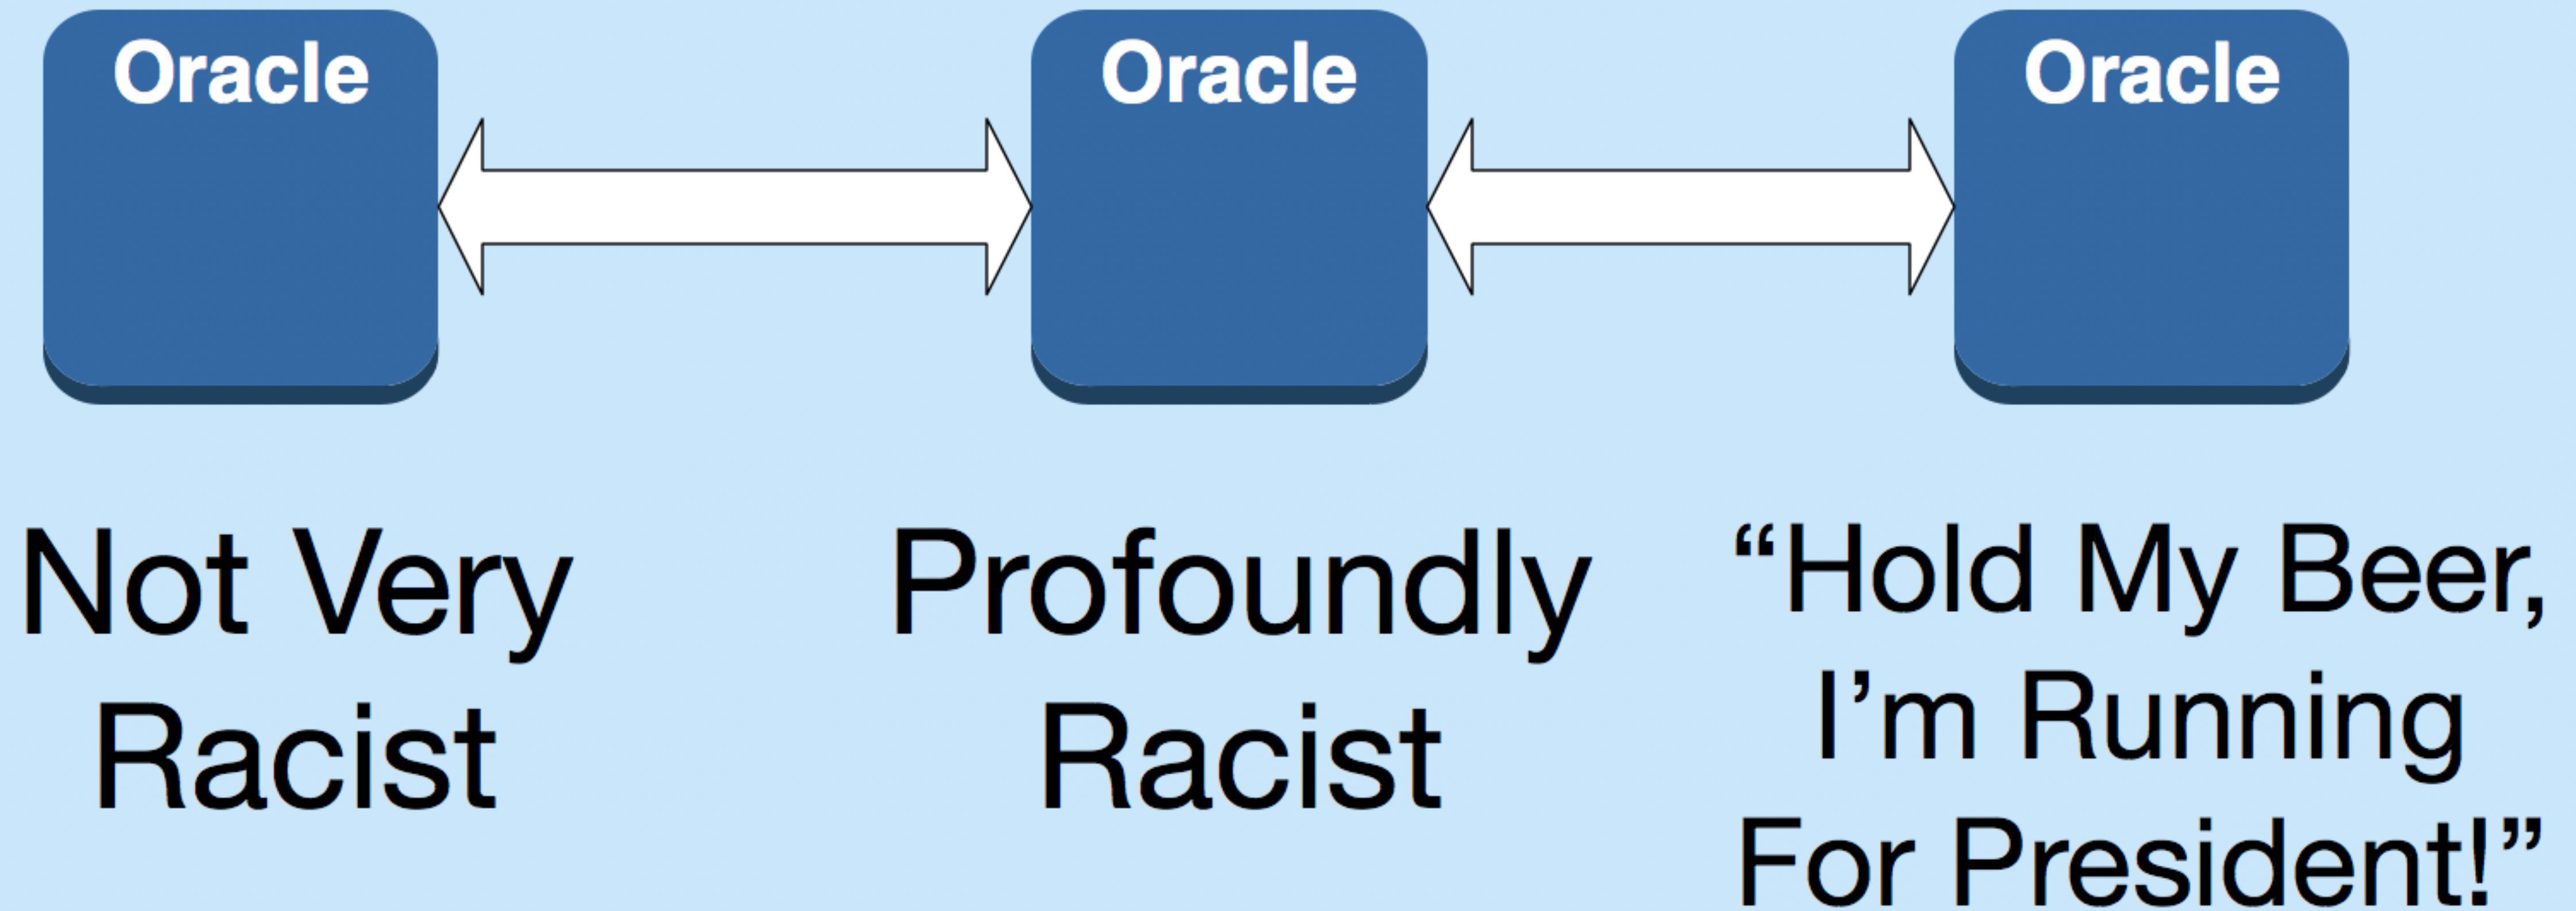 Oracle
Oracle
Oracle
Not Very
Racist
Profoundly
Racist
“Hold My Beer,
I’m Running
For President!”